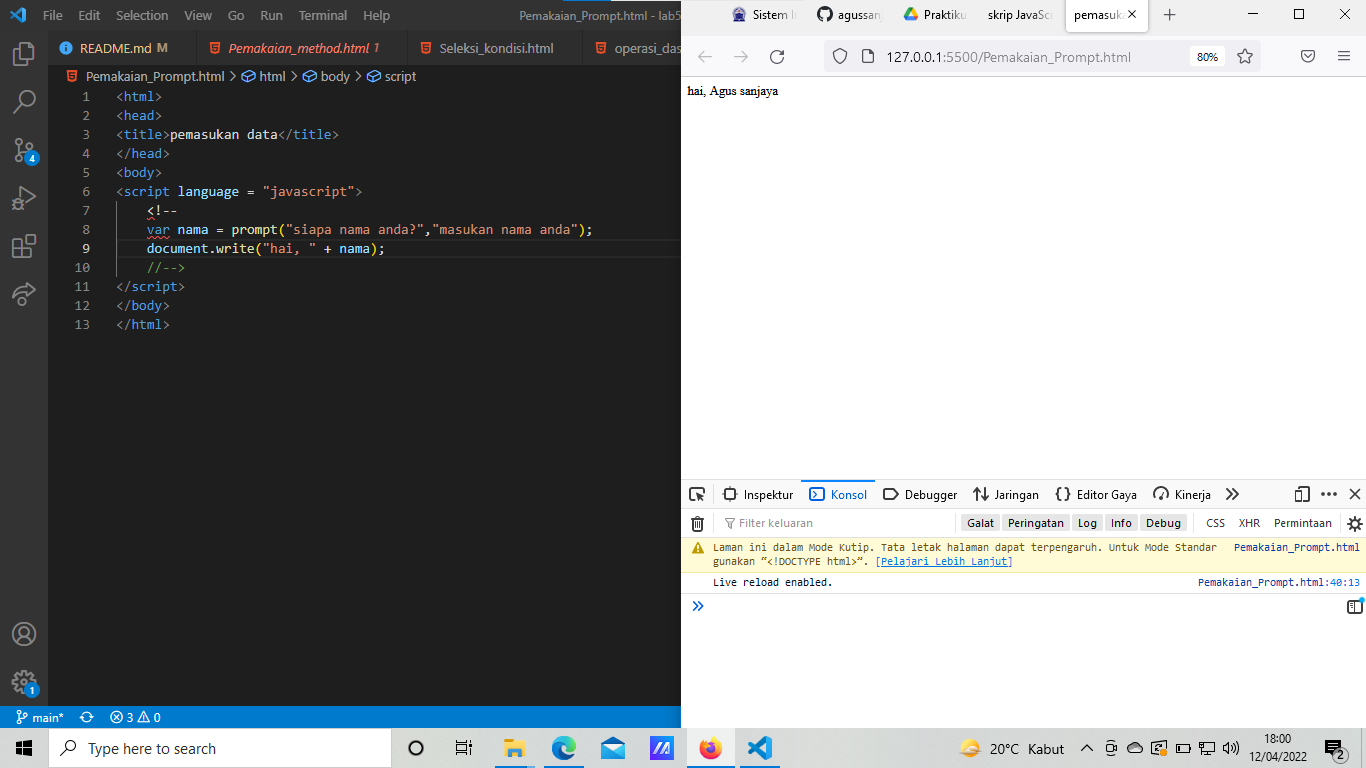 File Edit Selection View Go Run Terminal Help Pemakaian_Prompt.html - lab5
README.md M Pemakaian_method.html 1 Seleksi_kondisi.html operasi_das
Pemakaian_Prompt.html > html > body > script
1 <html>
2 <head>
3 <title>pemasukan data</title>
4 </head>
5 <body>
6 <script language = "javascript">
7 <!--
8 var nama = prompt("siapa nama anda?","masukan nama anda");
9 document.write("hai, " + nama);
10 //-->
11 </script>
12 </body>
13 </html>
4
1
main* 3 0
Sistem I agussanj Praktiku skrip JavaSc pemasuka
127.0.0.1:5500/Pemakaian_Prompt.html 80%
hai, Agus sanjaya
Inspektur Konsol Debugger Jaringan Editor Gaya Kinerja
Filter keluaran Galat Peringatan Log Info Debug CSS XHR Permintaan
Laman ini dalam Mode Kutip. Tata letak halaman dapat terpengaruh. Untuk Mode Standar Pemakaian_Prompt.html
gunakan “<!DOCTYPE html>”. [Pelajari Lebih Lanjut]
Live reload enabled. Pemakaian_Prompt.html:40:13
Type here to search
20°C Kabut
18:00
12/04/2022
2